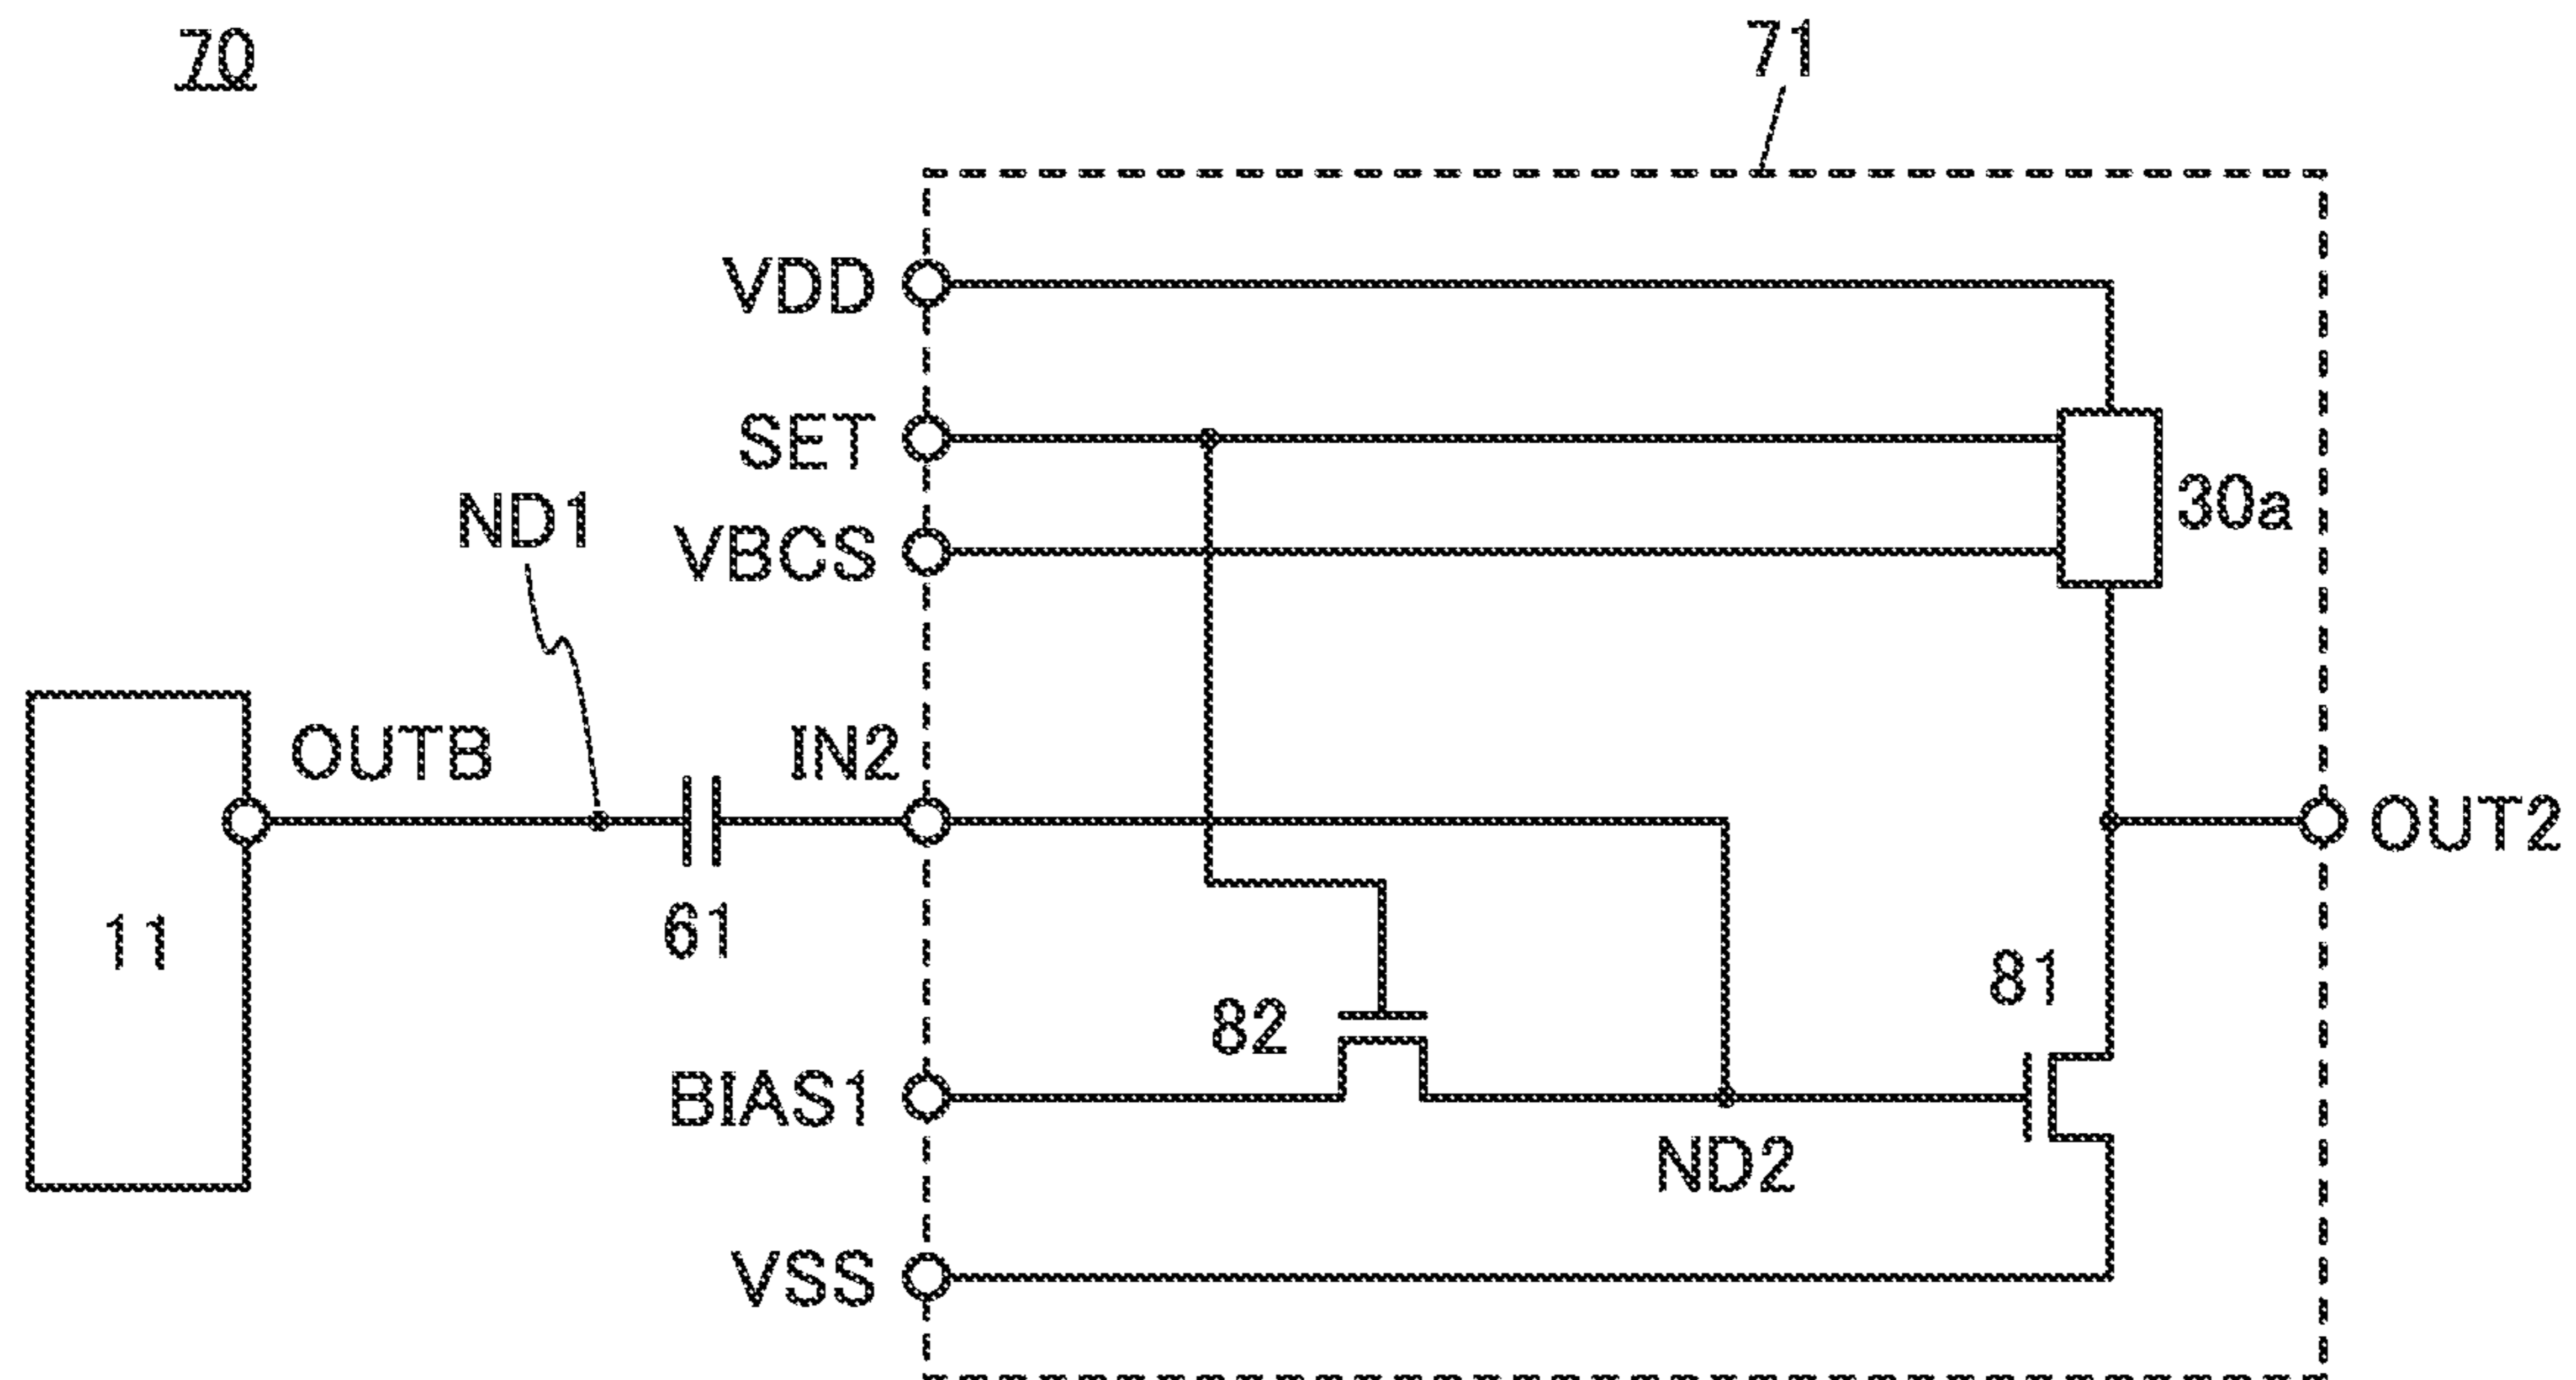 70
71
VDD
SET
30a
ND1
VBCS
OUTB
IN2
OUT2
11
61
81
82
BIAS1
ND2
VSS